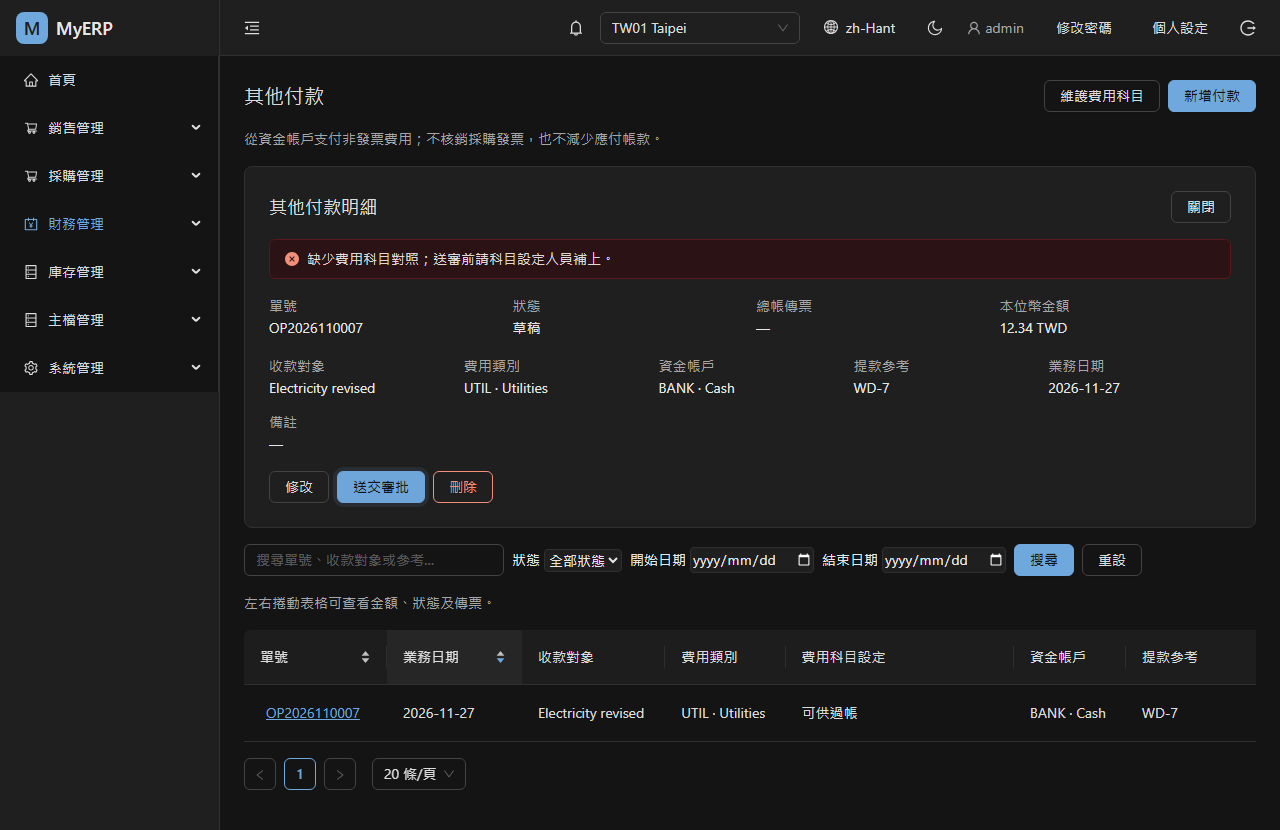 M MyERP
TW01 Taipei
zh-Hant
admin
修改密碼
個人設定
首頁
銷售管理
採購管理
財務管理
庫存管理
主檔管理
系統管理
其他付款
維護費用科目
新增付款
從資金帳戶支付非發票費用；不核銷採購發票，也不減少應付帳款。
其他付款明細
關閉
缺少費用科目對照；送審前請科目設定人員補上。
單號 狀態 總帳傳票 本位幣金額
OP2026110007 草稿 — 12.34 TWD
收款對象 費用類別 資金帳戶 提款參考 業務日期
Electricity revised UTIL · Utilities BANK · Cash WD-7 2026-11-27
備註
—
修改 送交審批 刪除
搜尋單號、收款對象或參考... 狀態 全部狀態 開始日期 yyyy/mm/dd 結束日期 yyyy/mm/dd 搜尋 重設
左右捲動表格可查看金額、狀態及傳票。
單號 業務日期 收款對象 費用類別 費用科目設定 資金帳戶 提款參考
OP2026110007 2026-11-27 Electricity revised UTIL · Utilities 可供過帳 BANK · Cash WD-7
< 1 > 20 條/頁